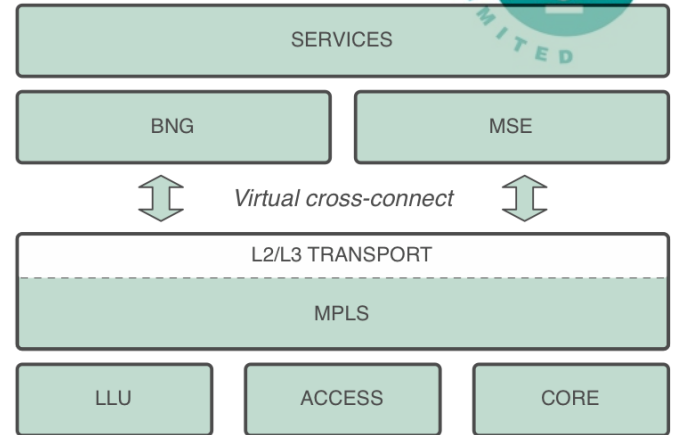 SERVICES
BNG
MSE
Virtual cross-connect
L2/L3 TRANSPORT
MPLS
LLU
ACCESS
CORE